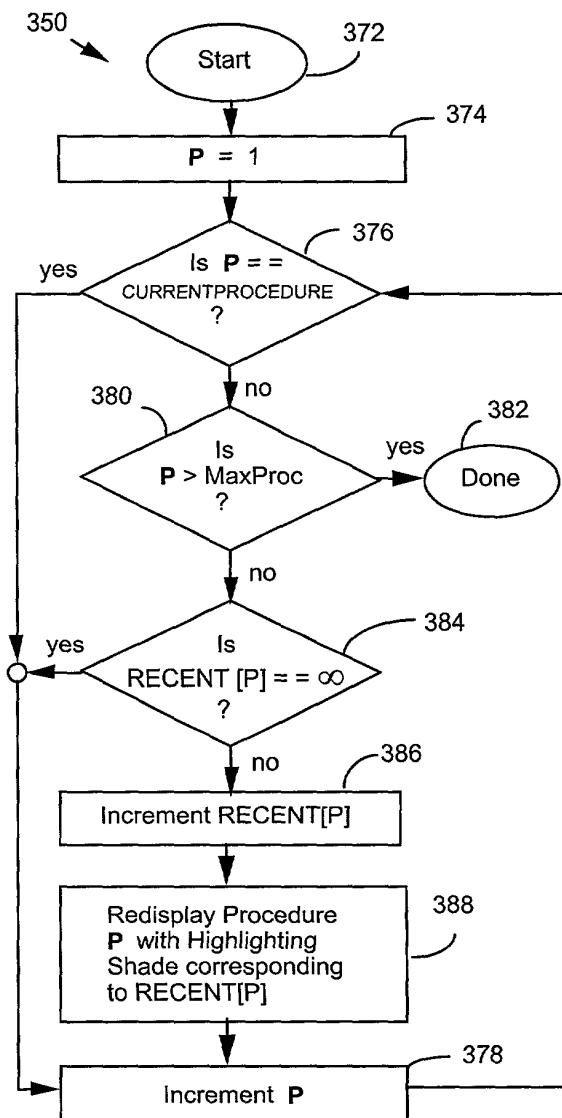 350
Start
372
374
P = 1
376
yes
Is P ==
CURRENTPROCEDURE
?
no
380
382
Is
P > MaxProc
?
yes
Done
no
384
yes
Is
RECENT [P] == ∞
?
no
386
Increment RECENT[P]
388
Redisplay Procedure
P with Highlighting
Shade corresponding
to RECENT[P]
378
Increment P